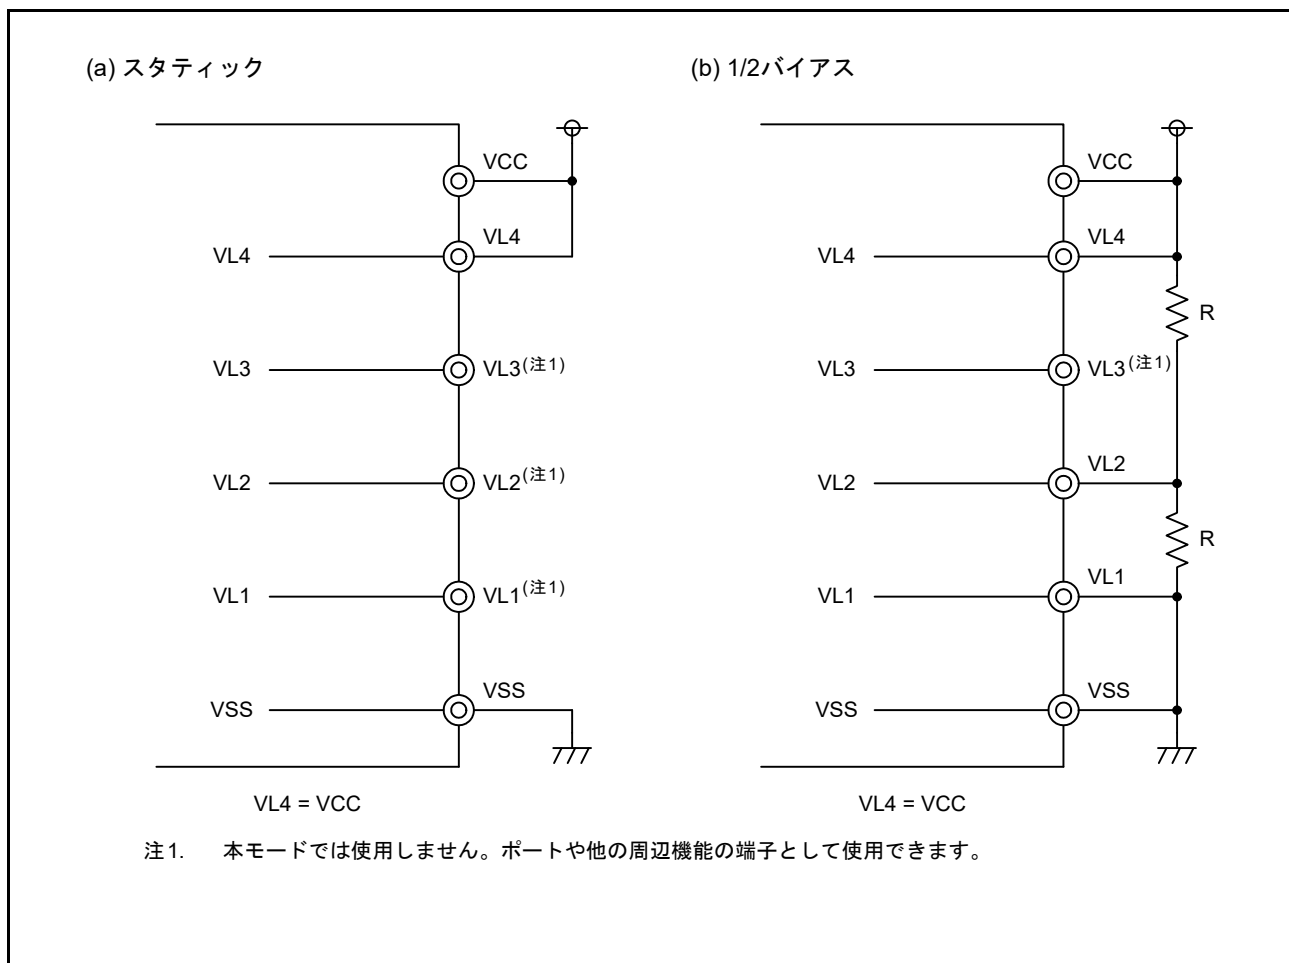 (a) スタティック
VCC
VL4
VL4
VL3
VL3(注1)
VL2
VL2(注1)
VL1
VL1(注1)
VSS
VSS
VL4 = VCC
(b) 1/2バイアス
VCC
VL4
VL4
R
VL3
VL3(注1)
VL2
VL2
R
VL1
VL1
VSS
VSS
VL4 = VCC
注1. 本モードでは使用しません。ポートや他の周辺機能の端子として使用できます。